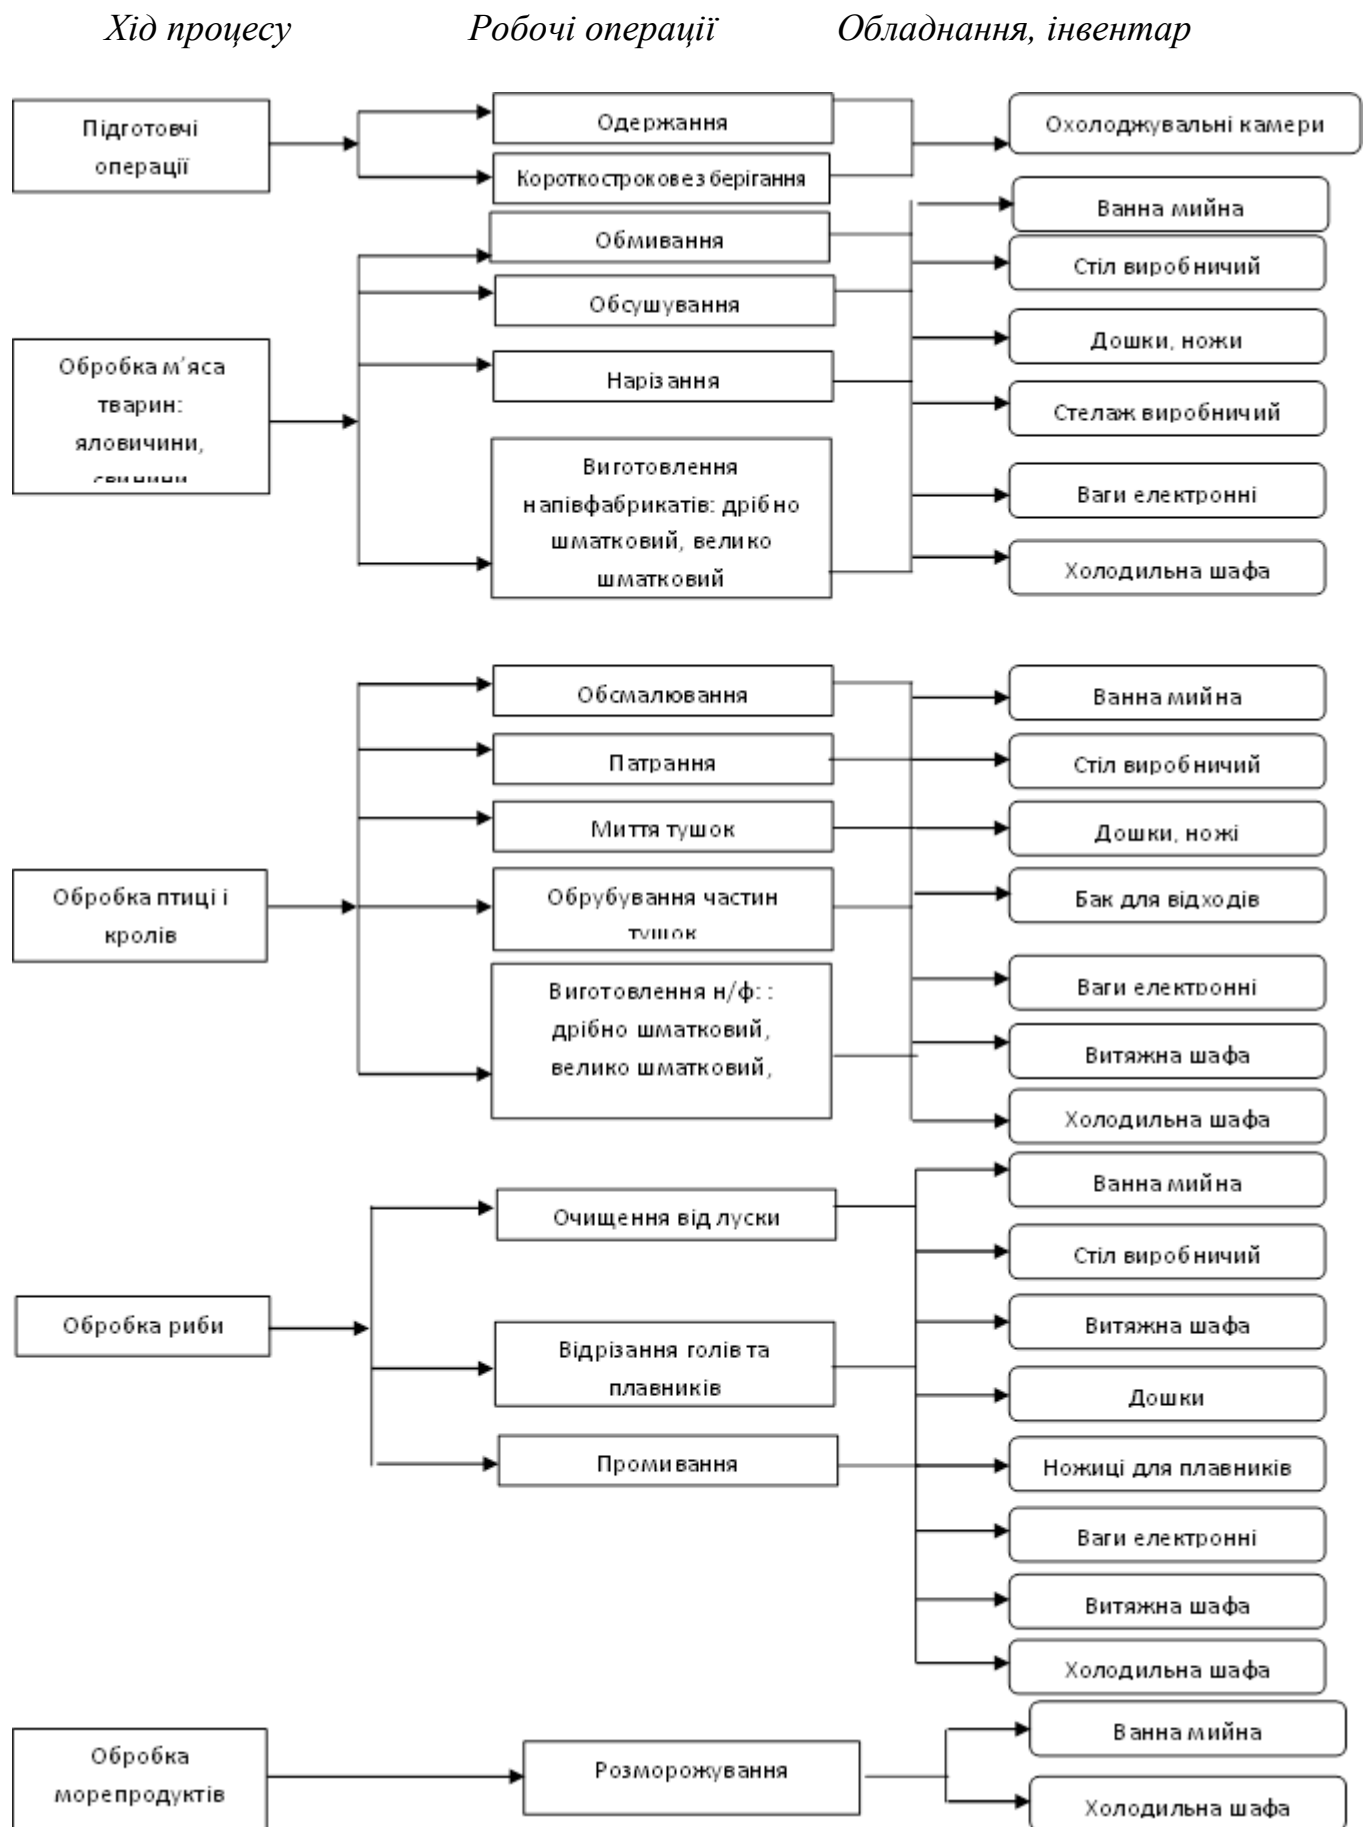 Хід процесу Робочі операції Обладнання, інвентар
Підготовчі
операції
Одержання
Короткострокове зберігання
Охолоджувальні камери
Обробка м’яса
тварин:
яловичини,
свинини
Обмивання
Обсушування
Нарізання
Виготовлення
напівфабрикатів: дрібно
шматковий, велико
шматковий
Ванна мийна
Стіл виробничий
Дошки, ножи
Стелаж виробничий
Ваги електронні
Холодильна шафа
Обробка птиці і
кролів
Обсмалювання
Патрання
Миття тушок
Обрубування частин
тушок
Виготовлення н/ф: :
дрібно шматковий,
велико шматковий,
Ванна мийна
Стіл виробничий
Дошки, ножі
Бак для відходів
Ваги електронні
Витяжна шафа
Холодильна шафа
Обробка риби
Очищення від луски
Відрізання голів та
плавників
Промивання
Ванна мийна
Стіл виробничий
Витяжна шафа
Дошки
Ножиці для плавників
Ваги електронні
Витяжна шафа
Холодильна шафа
Обробка
морепродуктів
Розморожування
Ванна мийна
Холодильна шафа